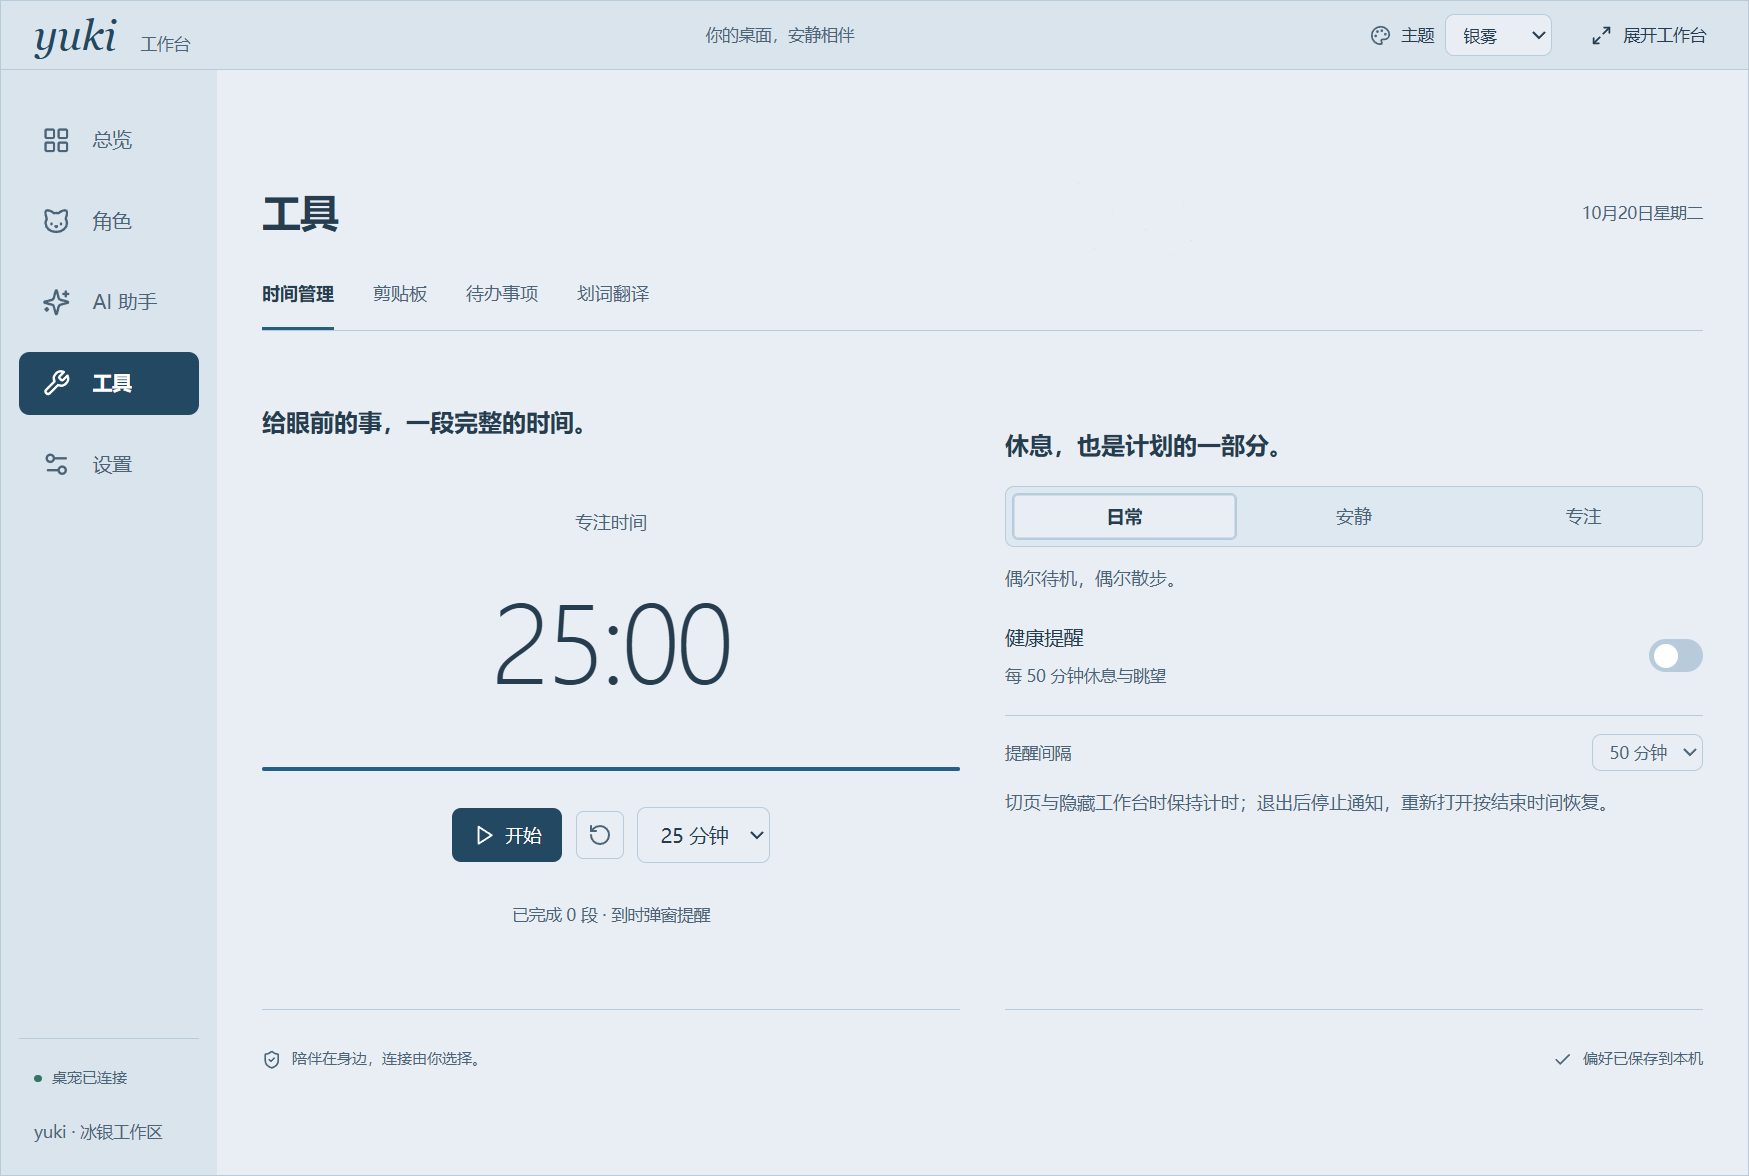 yuki 工作台
你的桌面，安静相伴
主题
银雾
展开工作台
总览
角色
AI 助手
工具
设置
桌宠已连接
yuki · 冰银工作区
工具
10月20日星期二
时间管理 剪贴板 待办事项 划词翻译
给眼前的事，一段完整的时间。
专注时间
25:00
开始
25 分钟
已完成 0 段 · 到时弹窗提醒
休息，也是计划的一部分。
日常 安静 专注
偶尔待机，偶尔散步。
健康提醒
每 50 分钟休息与眺望
提醒间隔
50 分钟
切页与隐藏工作台时保持计时；退出后停止通知，重新打开按结束时间恢复。
陪伴在身边，连接由你选择。
偏好已保存到本机